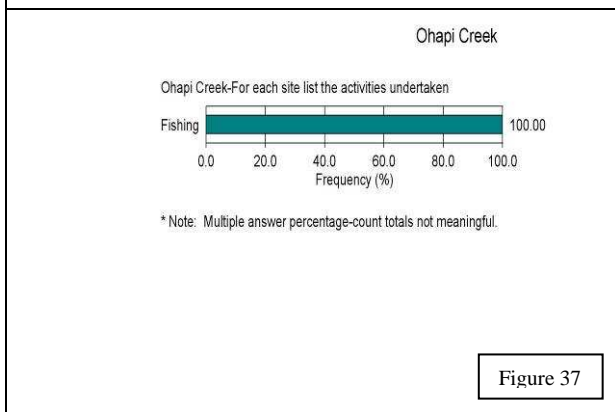 Ohapi Creek
Ohapi Creek-For each site list the activities undertaken
Fishing 100.00
0.0 20.0 40.0 60.0 80.0 100.0
Frequency (%)
* Note: Multiple answer percentage-count totals not meaningful.
Figure 37